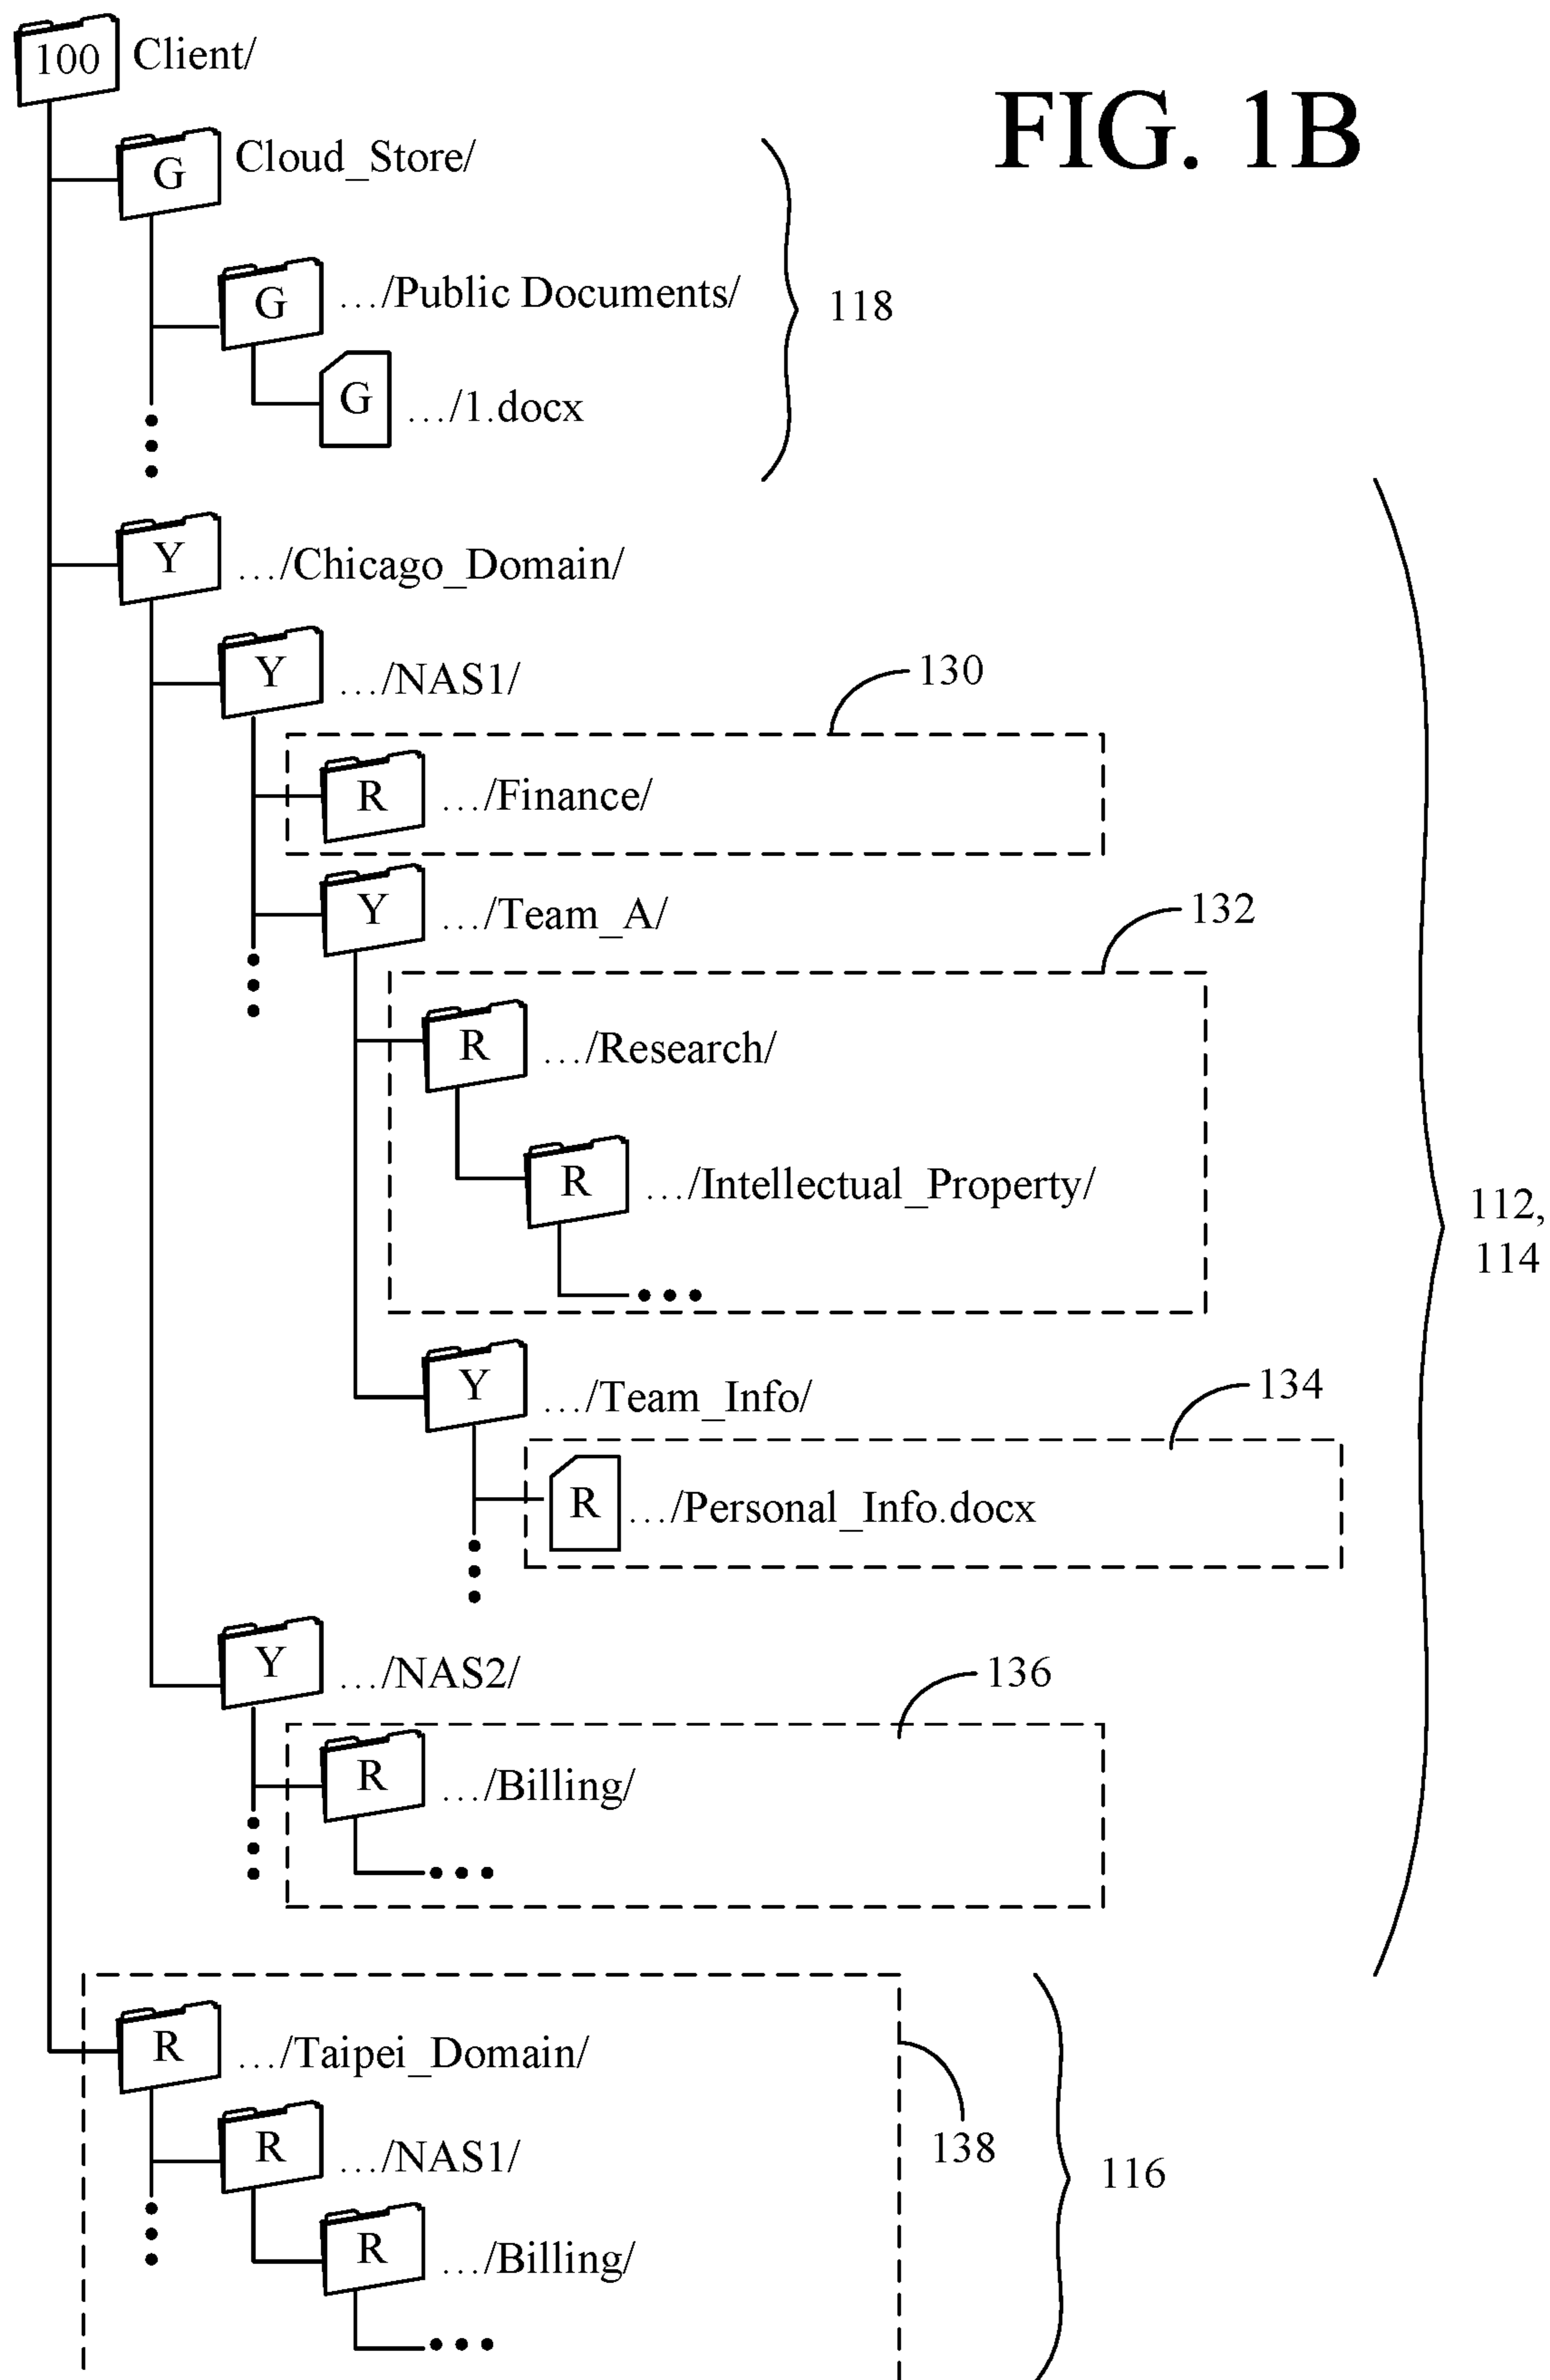 100 Client/
FIG. 1B
G Cloud_Store/
G .../Public Documents/
118
G .../1.docx
Y .../Chicago_Domain/
Y .../NAS1/
130
R .../Finance/
Y .../Team_A/
132
R .../Research/
R .../Intellectual_Property/
112,
114
Y .../Team_Info/
134
R .../Personal_Info.docx
Y .../NAS2/
136
R .../Billing/
R .../Taipei_Domain/
138
R .../NAS1/
116
R .../Billing/